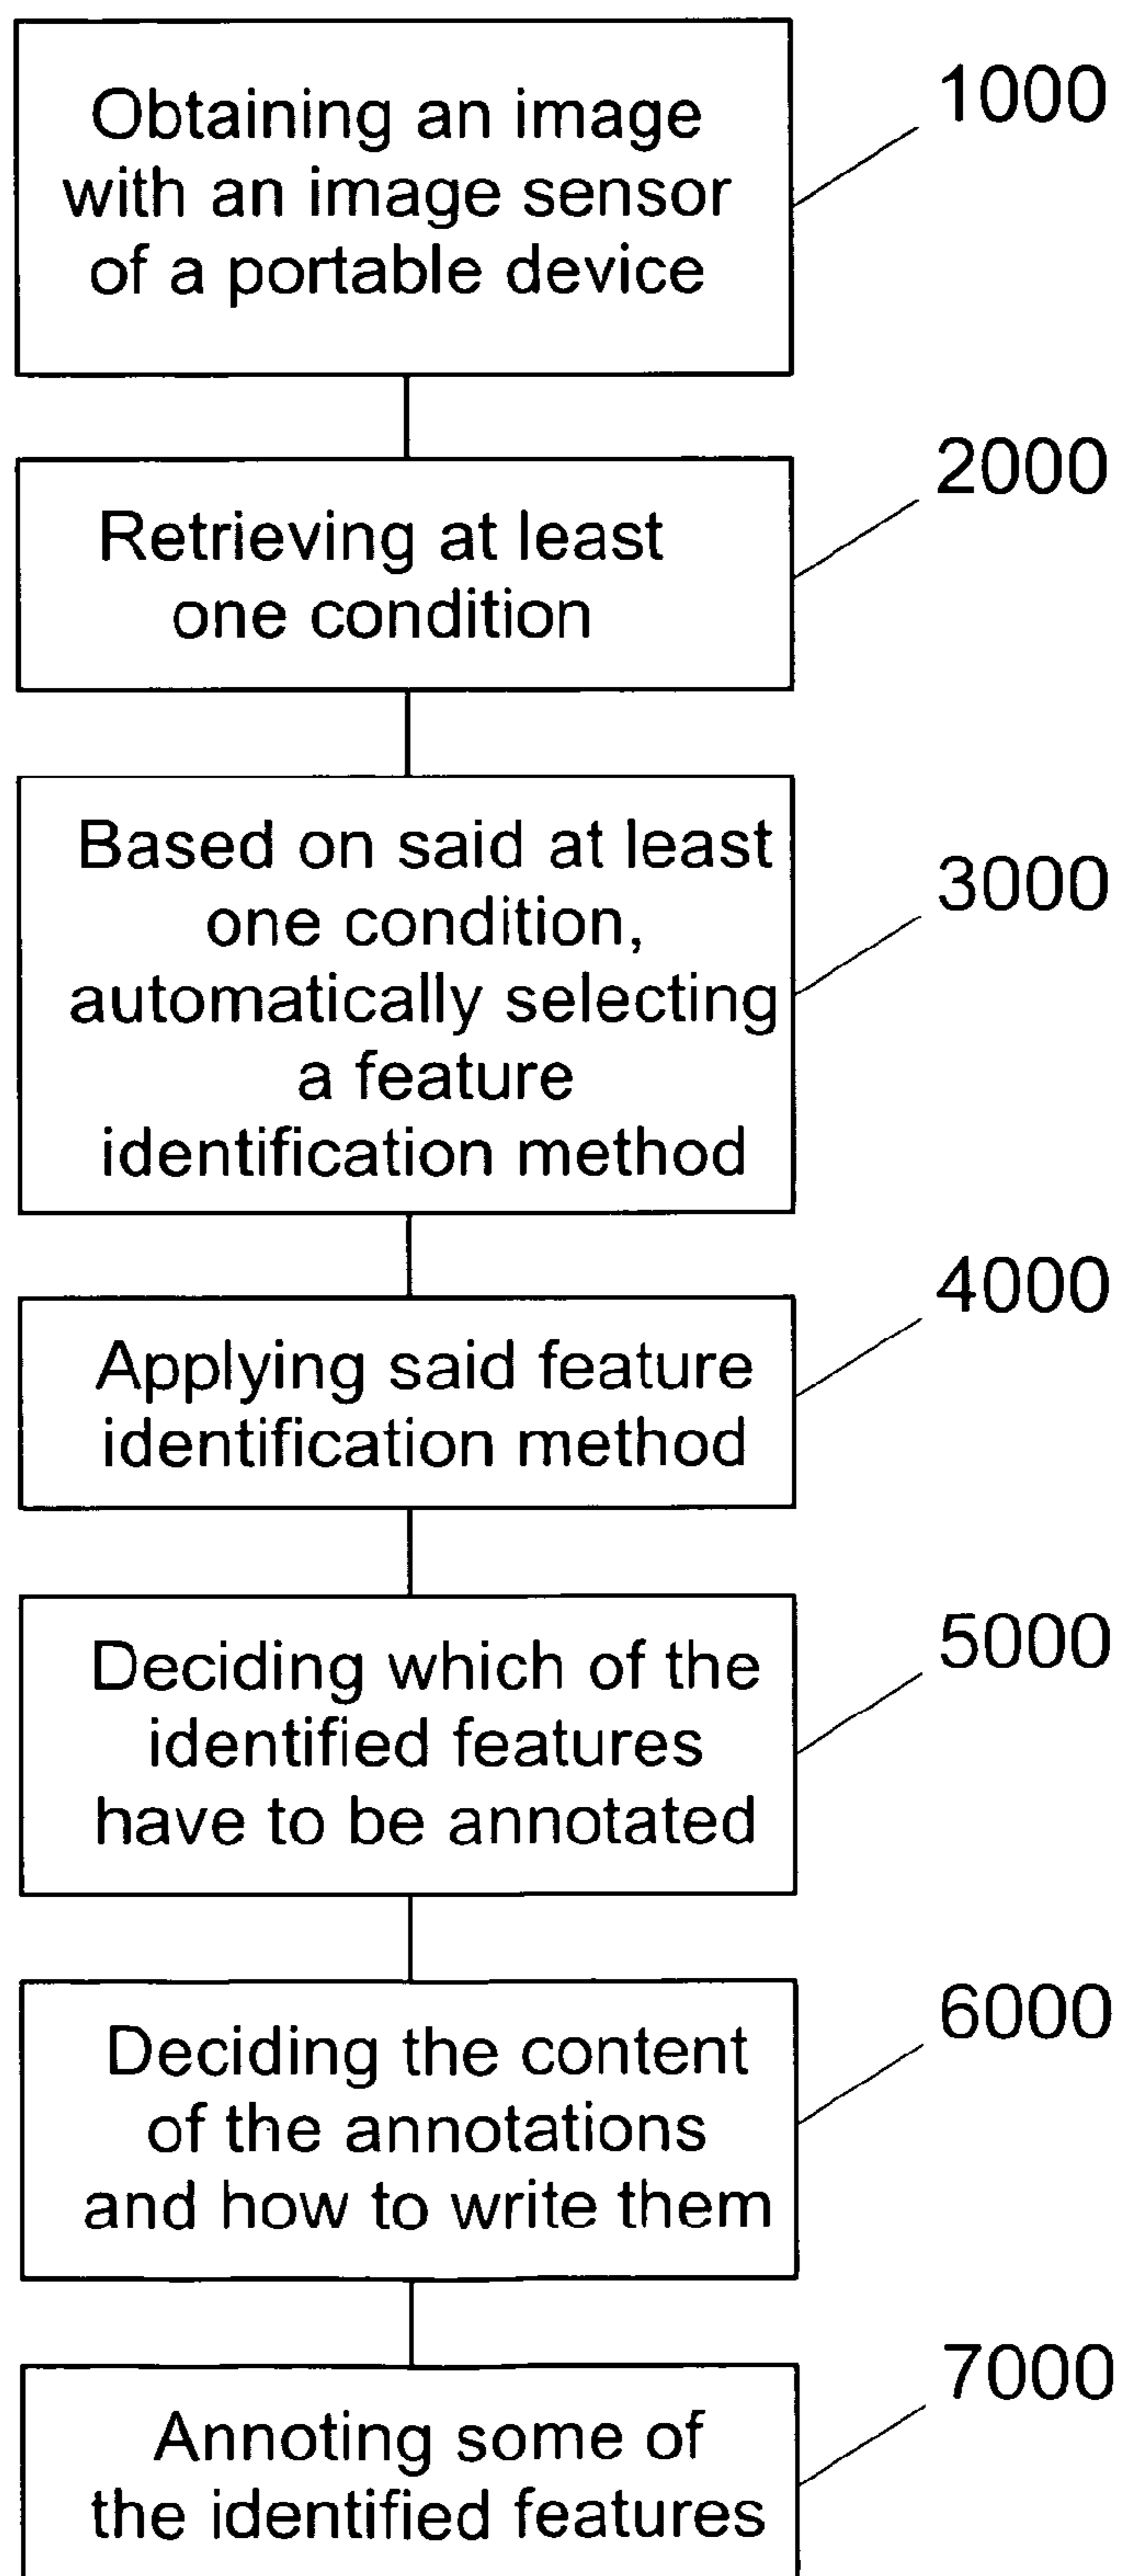 Obtaining an image
with an image sensor
of a portable device
1000
Retrieving at least
one condition
2000
Based on said at least
one condition,
automatically selecting
a feature
identification method
3000
Applying said feature
identification method
4000
Deciding which of the
identified features
have to be annotated
5000
Deciding the content
of the annotations
and how to write them
6000
Annoting some of
the identified features
7000